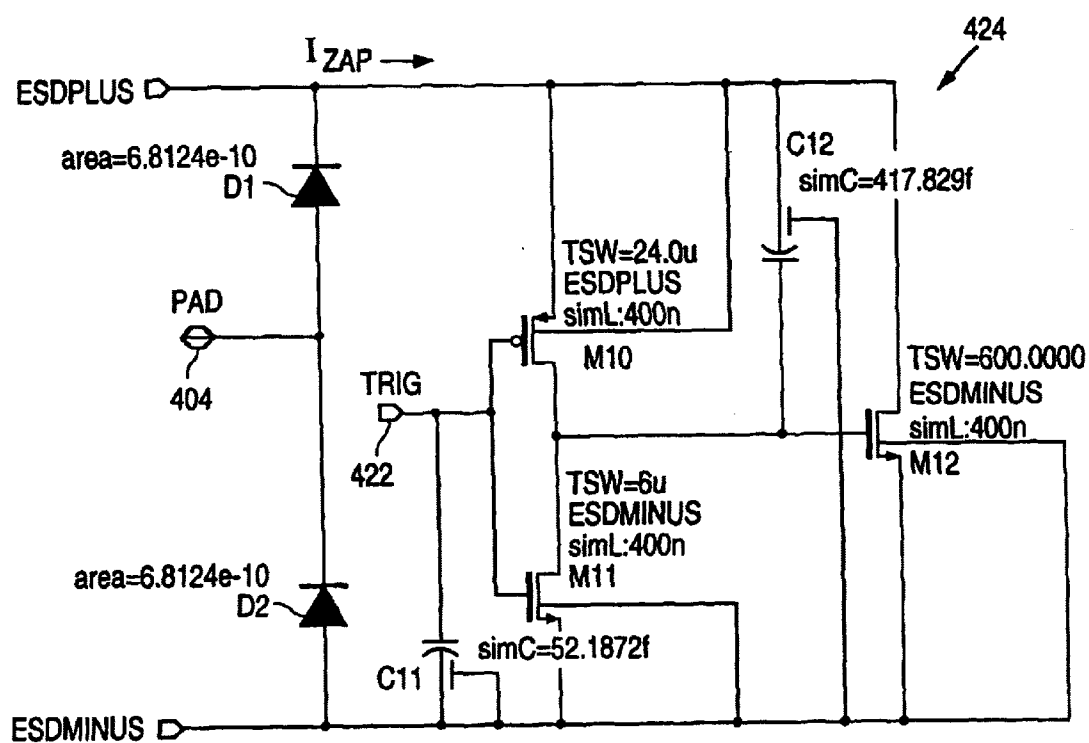 424
I ZAP
ESDPLUS
C12
area=6.8124e-10
D1
simC=417.829f
TSW=24.0u
ESDPLUS
simL:400n
PAD
M10
404
TRIG
TSW=600.0000
ESDMINUS
simL:400n
M12
422
TSW=6u
ESDMINUS
simL:400n
M11
area=6.8124e-10
D2
simC=52.1872f
C11
ESDMINUS